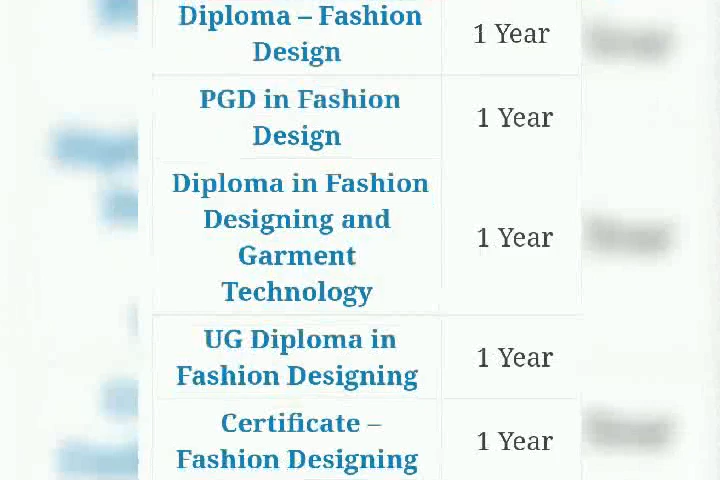 Diploma – Fashion
Design
1 Year
PGD in Fashion
Design
1 Year
Diploma in Fashion
Designing and
Garment
Technology
1 Year
UG Diploma in
Fashion Designing
1 Year
Certificate –
Fashion Designing
1 Year